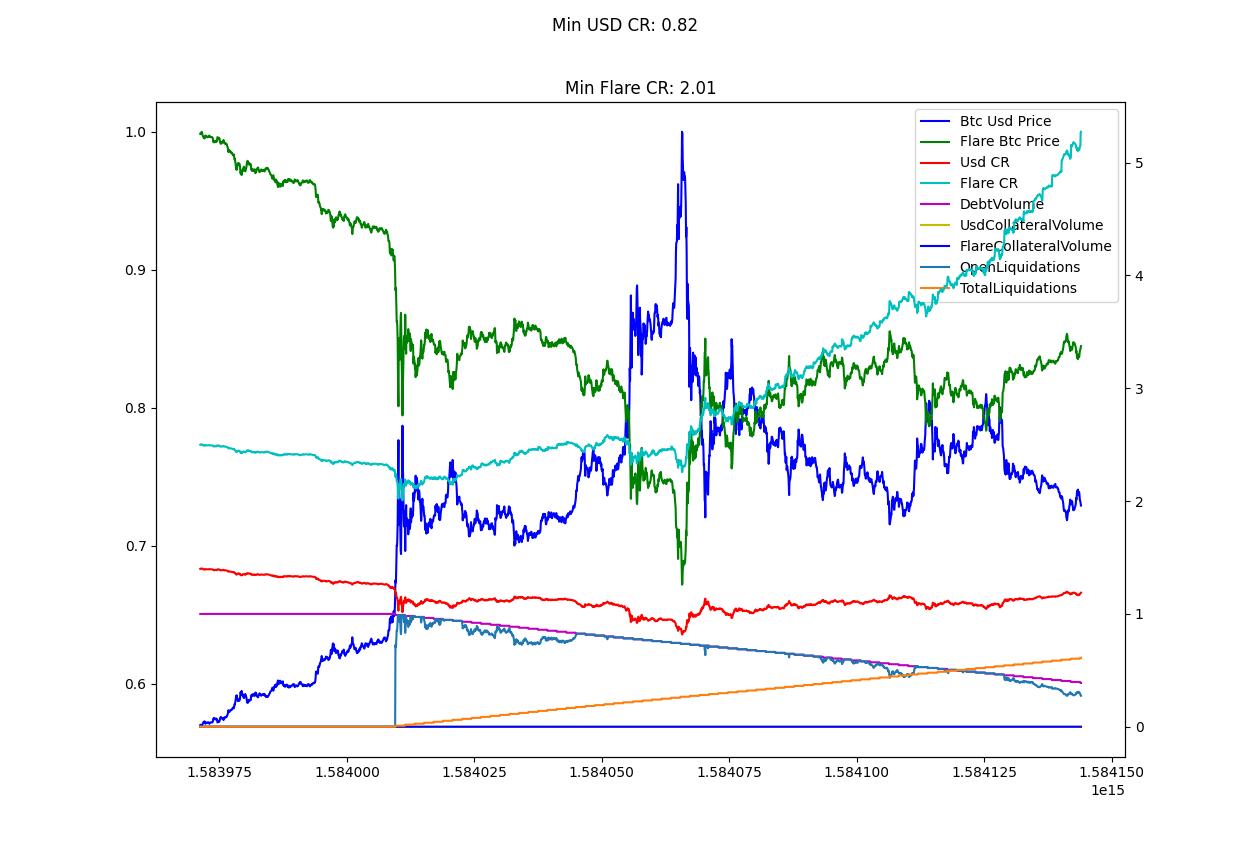 Min USD CR: 0.82
Min Flare CR: 2.01
Btc Usd Price
Flare Btc Price
Usd CR
Flare CR
DebtVolume
UsdCollateralVolume
FlareCollateralVolume
OpenLiquidations
TotalLiquidations
1.0
0.9
0.8
0.7
0.6
5
4
3
2
1
0
1.583975
1.584000
1.584025
1.584050
1.584075
1.584100
1.584125
1.584150
1e15